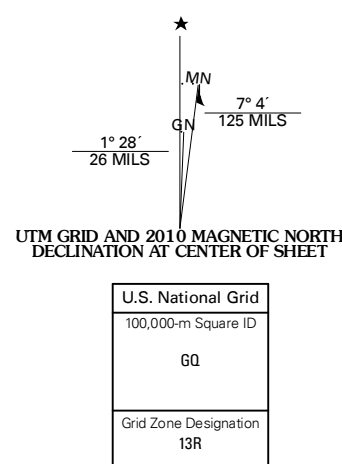 ★
MN
7° 4´
125 MILS
GN
1° 28´
26 MILS
UTM GRID AND 2010 MAGNETIC NORTH
DECLINATION AT CENTER OF SHEET
U.S. National Grid
100,000-m Square ID
GQ
Grid Zone Designation
13R